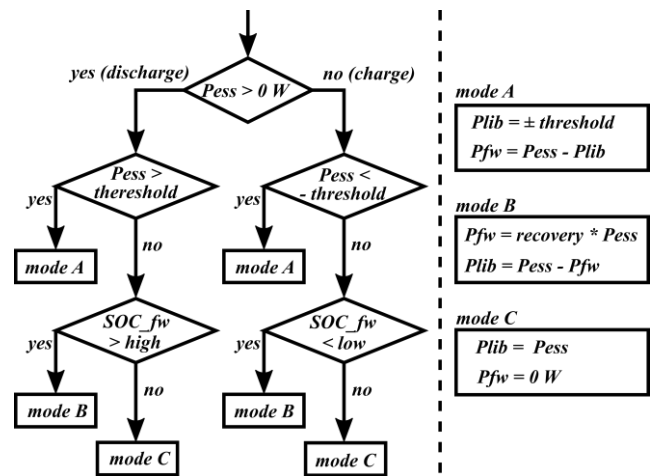 yes (discharge)
Pess > 0 W
no (charge)
Pess >
thereshold
yes
no
mode A
SOC_fw
> high
yes
no
mode B
mode C
Pess <
- threshold
yes
no
mode A
SOC_fw
< low
yes
no
mode B
mode C
mode A
Plib = ± threshold
Pfw = Pess - Plib
mode B
Pfw = recovery * Pess
Plib = Pess - Pfw
mode C
Plib = Pess
Pfw = 0 W